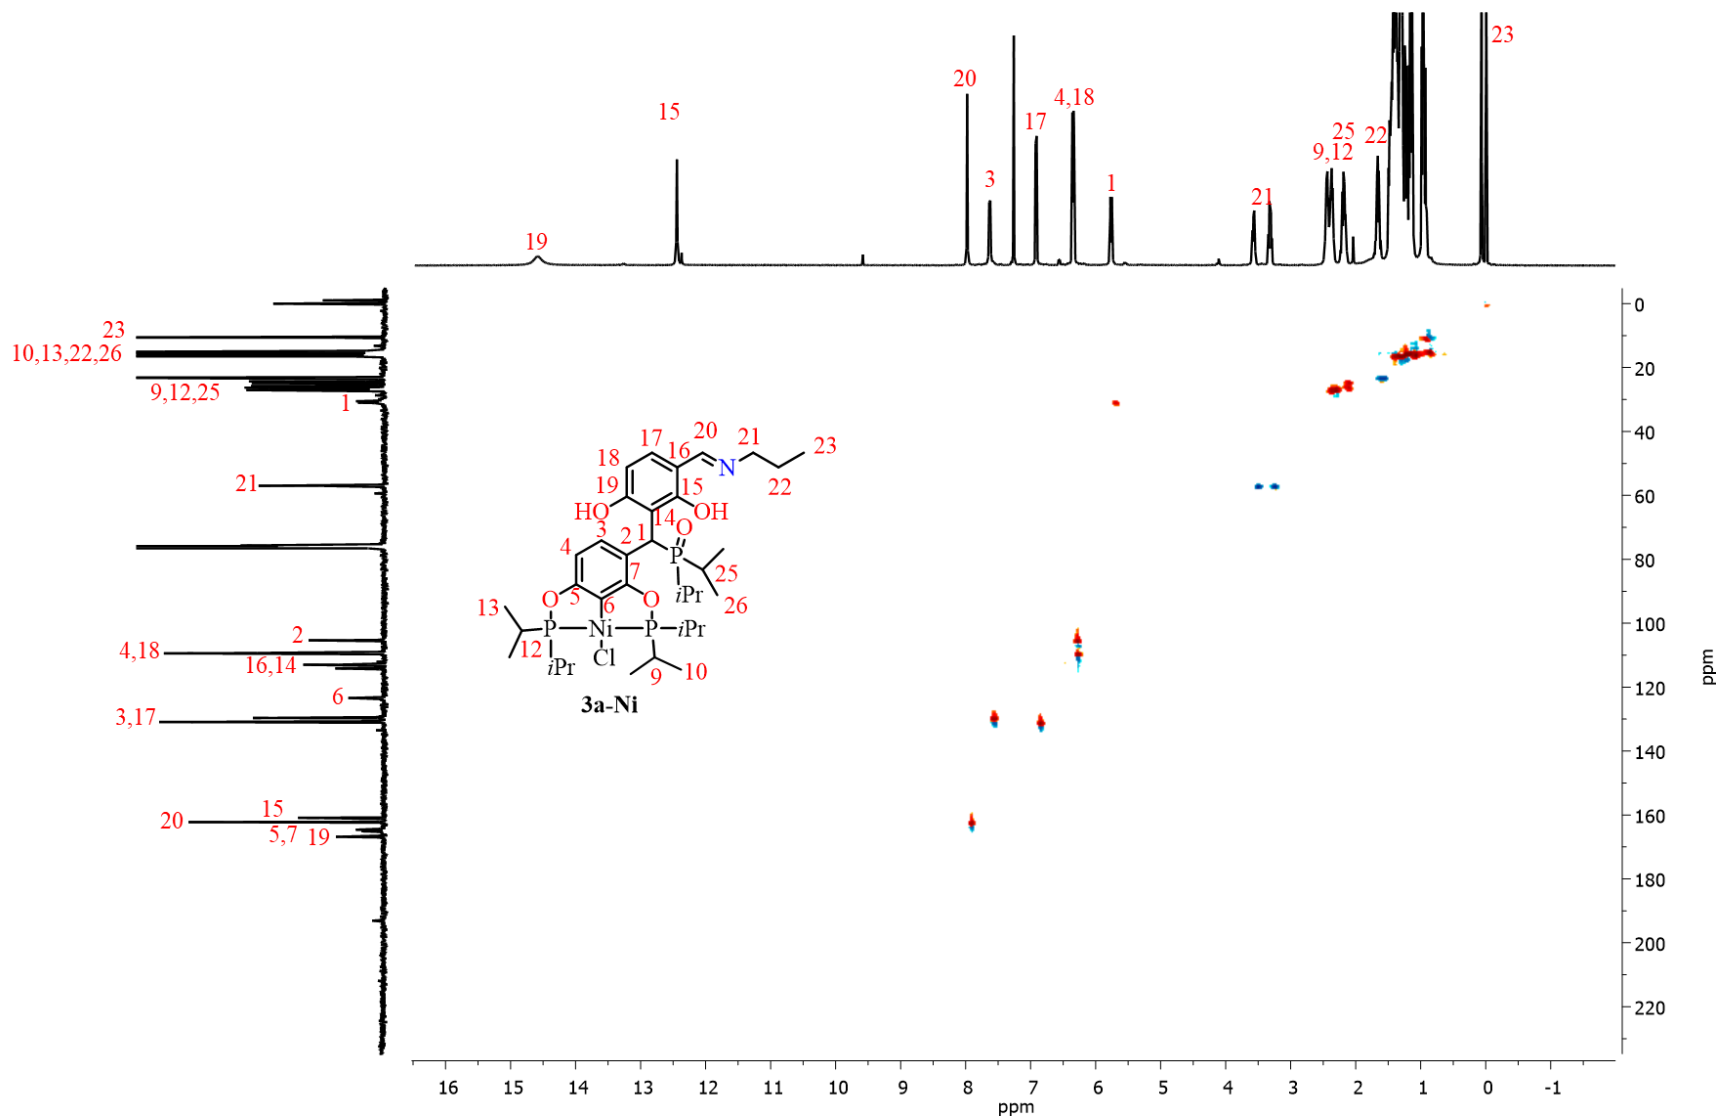 23
15
20
17
4,18
3
1
25
9,12
22
21
19
23
10,13,22,26
9,12,25
1
21
2
4,18
16,14
6
3,17
15
20
5,7 19
17 20 21 23
18 16 N
19 15 22
HO OH
14 O
3 1
4 2 P
7 25
O 5 6 O iPr 26
13
P Ni P iPr
12 Cl
iPr 9 10
3a-Ni
0
20
40
60
80
100
120
140
160
180
200
220
ppm
16 15 14 13 12 11 10 9 8 7 6 5 4 3 2 1 0 -1
ppm